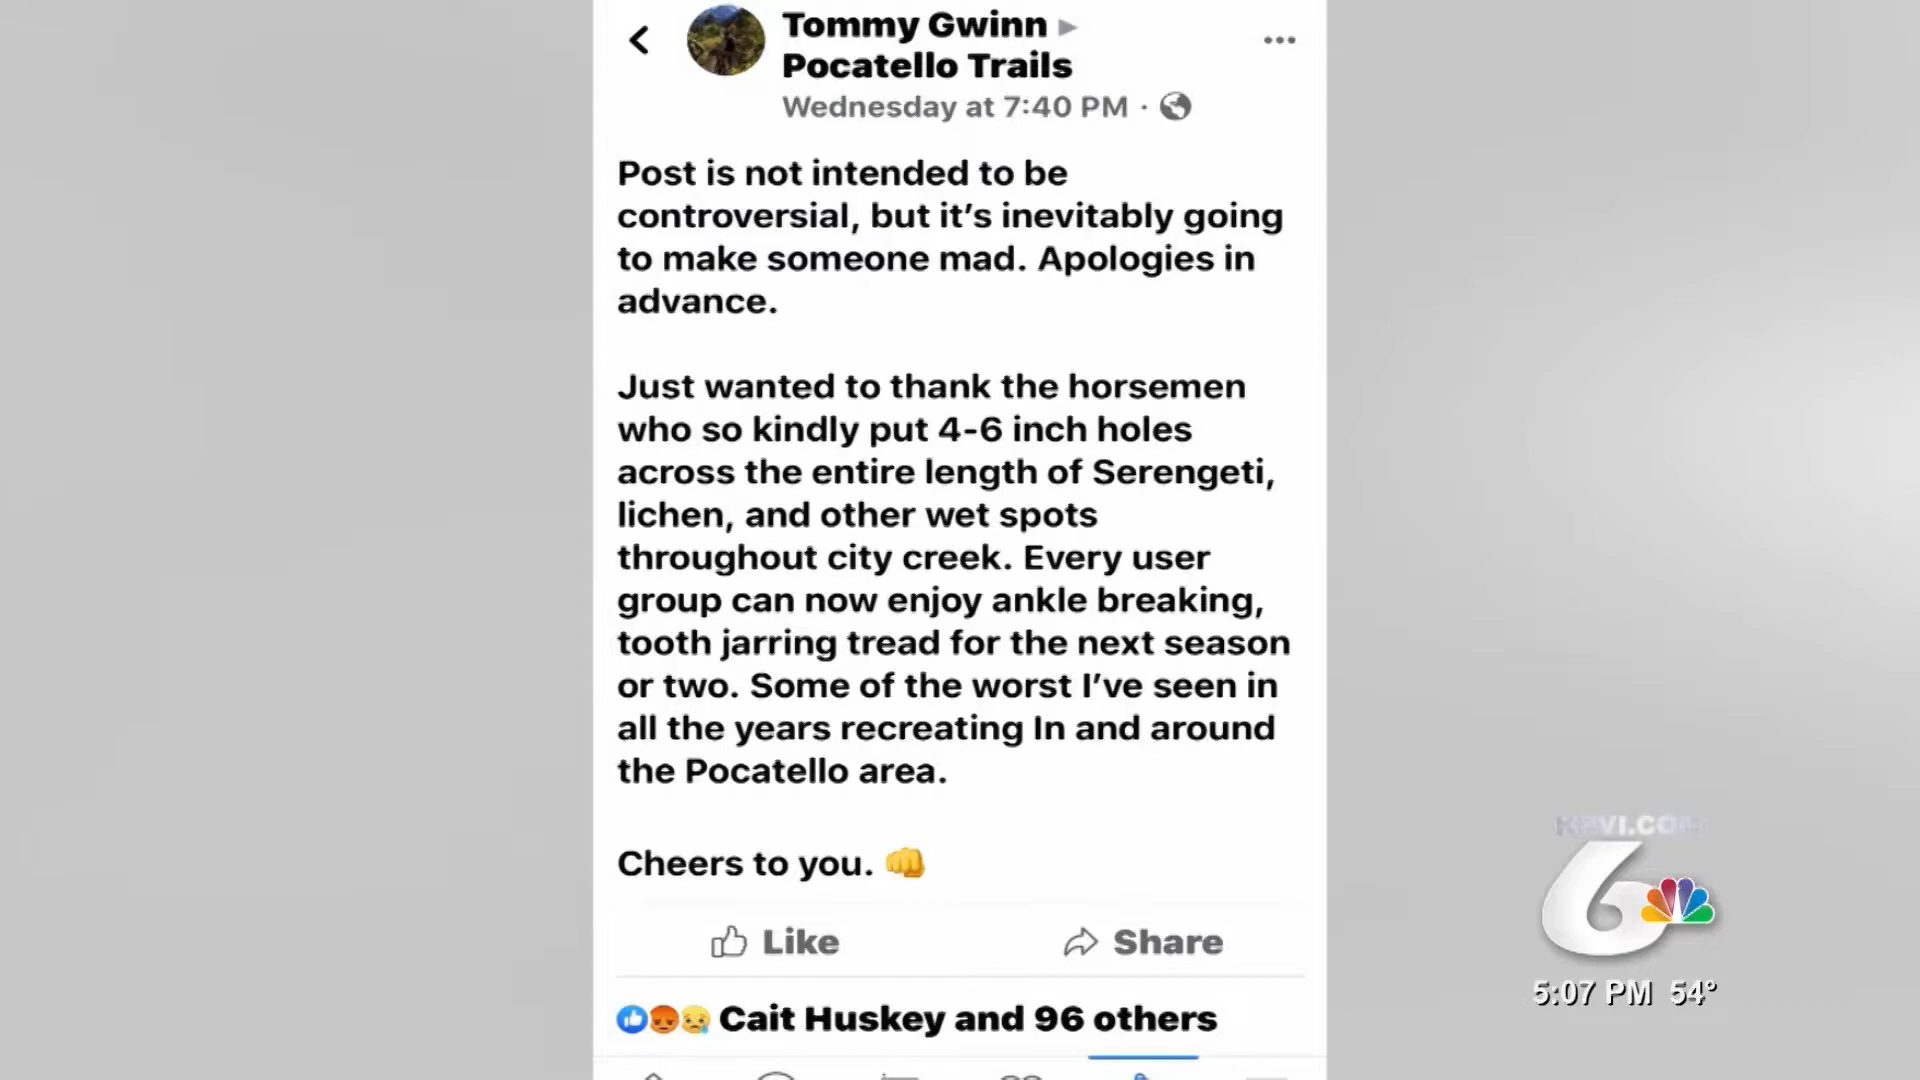 Tommy Gwinn ▸
Pocatello Trails
Wednesday at 7:40 PM ·
Post is not intended to be
controversial, but it's inevitably going
to make someone mad. Apologies in
advance.
Just wanted to thank the horsemen
who so kindly put 4-6 inch holes
across the entire length of Serengeti,
lichen, and other wet spots
throughout city creek. Every user
group can now enjoy ankle breaking,
tooth jarring tread for the next season
or two. Some of the worst I've seen in
all the years recreating In and around
the Pocatello area.
Cheers to you. 👊
Like
Share
Cait Huskey and 96 others
KPVI.COM
6
5:07 PM 54°